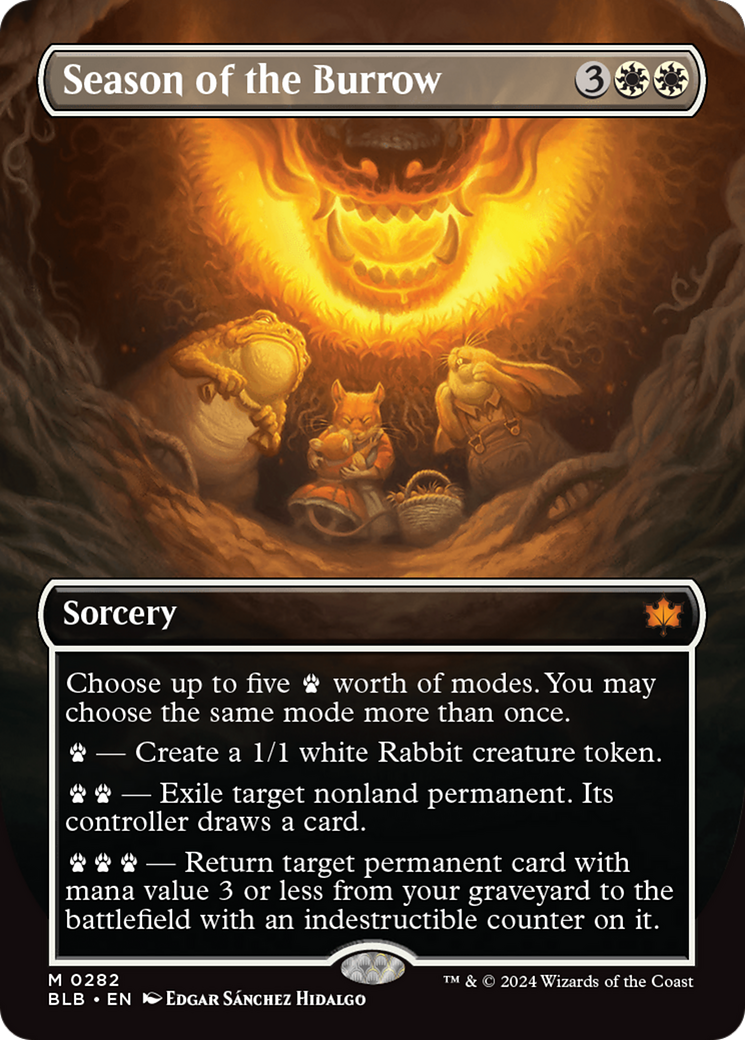 Season of the Burrow 3
Sorcery
Choose up to five worth of modes. You may
choose the same mode more than once.
— Create a 1/1 white Rabbit creature token.
— Exile target nonland permanent. Its
controller draws a card.
— Return target permanent card with
mana value 3 or less from your graveyard to the
battlefield with an indestructible counter on it.
M 0282
™ & © 2024 Wizards of the Coast
BLB • EN Edgar Sánchez Hidalgo